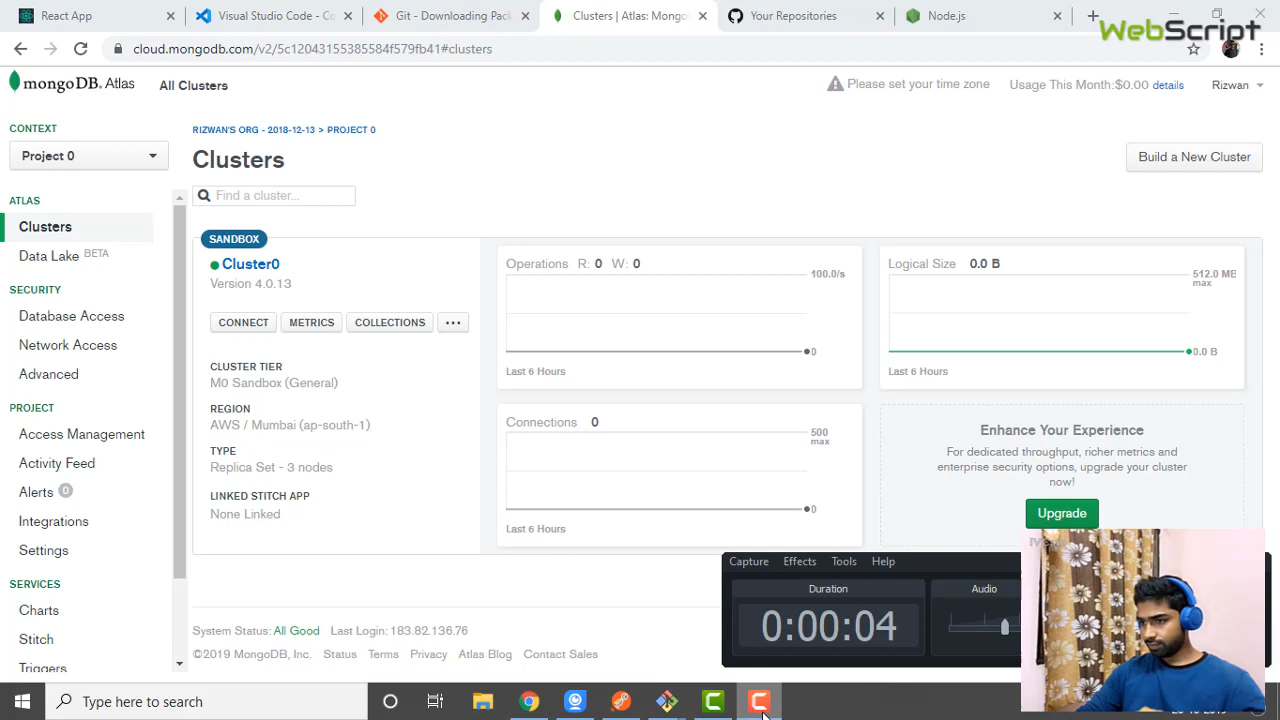 React App
Visual Studio Code - Co
Git - Downloading Pac
Clusters | Atlas: Mongo
Your Repositories
Node.js
WebScript
cloud.mongodb.com/v2/5c12043155385584f579fb41#clusters
mongoDB. Atlas
All Clusters
Please set your time zone
Usage This Month:$0.00 details
Rizwan
CONTEXT
Project 0
RIZWAN'S ORG - 2018-12-13 > PROJECT 0
Clusters
Build a New Cluster
Find a cluster...
ATLAS
Clusters
Data Lake BETA
SECURITY
Database Access
Network Access
Advanced
PROJECT
Access Management
Activity Feed
Alerts 0
Integrations
Settings
SERVICES
Charts
Stitch
Triggers
SANDBOX
Cluster0
Version 4.0.13
CONNECT
METRICS
COLLECTIONS
...
CLUSTER TIER
M0 Sandbox (General)
REGION
AWS / Mumbai (ap-south-1)
TYPE
Replica Set - 3 nodes
LINKED STITCH APP
None Linked
Operations R: 0 W: 0
100.0/s
0
Last 6 Hours
Logical Size 0.0 B
512.0 MB
max
0.0 B
Last 6 Hours
Connections 0
500
max
0
Last 6 Hours
Enhance Your Experience
For dedicated throughput, richer metrics and
enterprise security options, upgrade your cluster
now!
Upgrade
Capture
Effects
Tools
Help
Duration
Audio
0:00:04
System Status: All Good
Last Login: 183.82.136.76
©2019 MongoDB, Inc.
Status
Terms
Privacy
Atlas Blog
Contact Sales
Type here to search